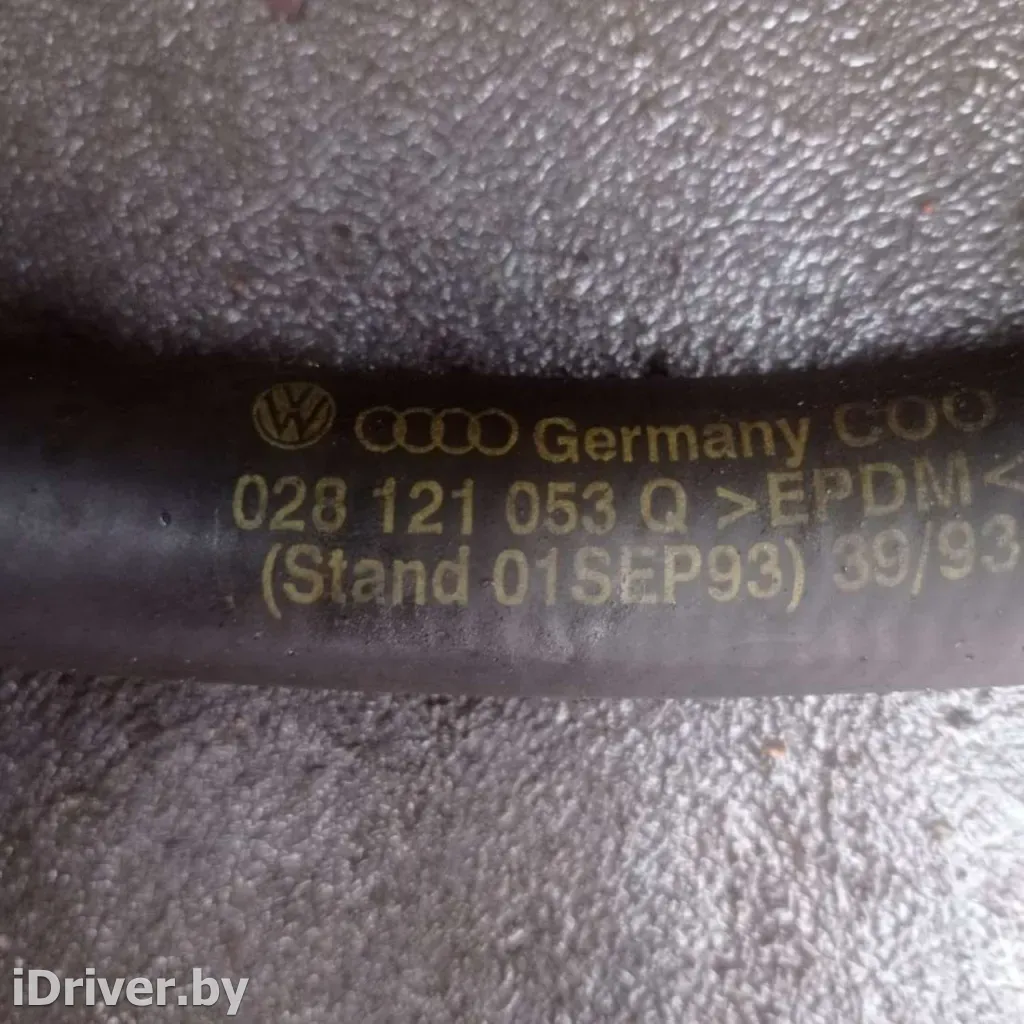 Germany COO
028 121 053 Q >EPDM<
(Stand 01SEP93) 39/93
iDriver.by